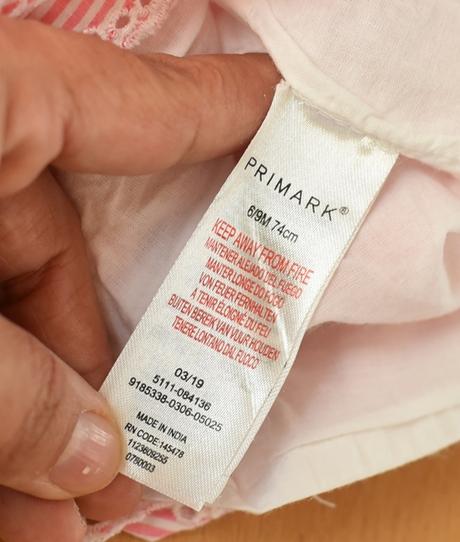 PRIMARK®
6/9M 74cm
KEEP AWAY FROM FIRE
MANTENER ALEJADO DEL FUEGO
MANTER LONGE DO FOGO
VON FEUER FERNHALTEN
À TENIR ÉLOIGNÉ DU FEU
BUITEN BEREIK VAN VUUR HOUDEN
TENERE LONTANO DAL FUOCO
03/19
5111-084136
9185338-0306-05025
MADE IN INDIA
RN CODE:145478
1123609255
0780003